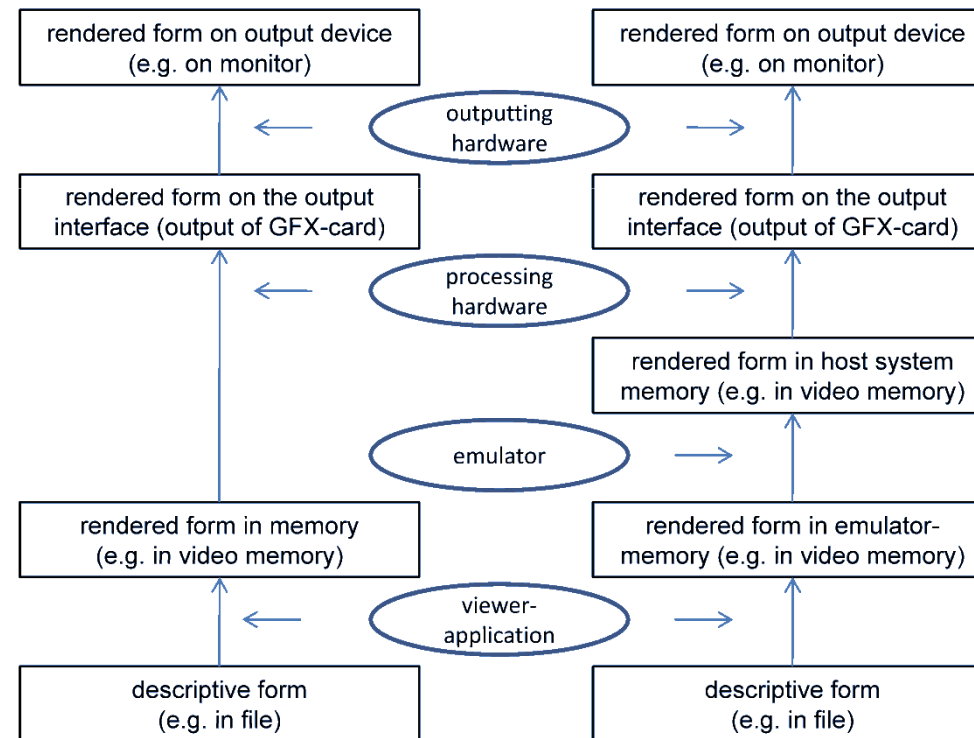 rendered form on output device
(e.g. on monitor)
rendered form on output device
(e.g. on monitor)
outputting
hardware
rendered form on the output
interface (output of GFX-card)
rendered form on the output
interface (output of GFX-card)
processing
hardware
rendered form in host system
memory (e.g. in video memory)
emulator
rendered form in memory
(e.g. in video memory)
rendered form in emulator-
memory (e.g. in video memory)
viewer-
application
descriptive form
(e.g. in file)
descriptive form
(e.g. in file)